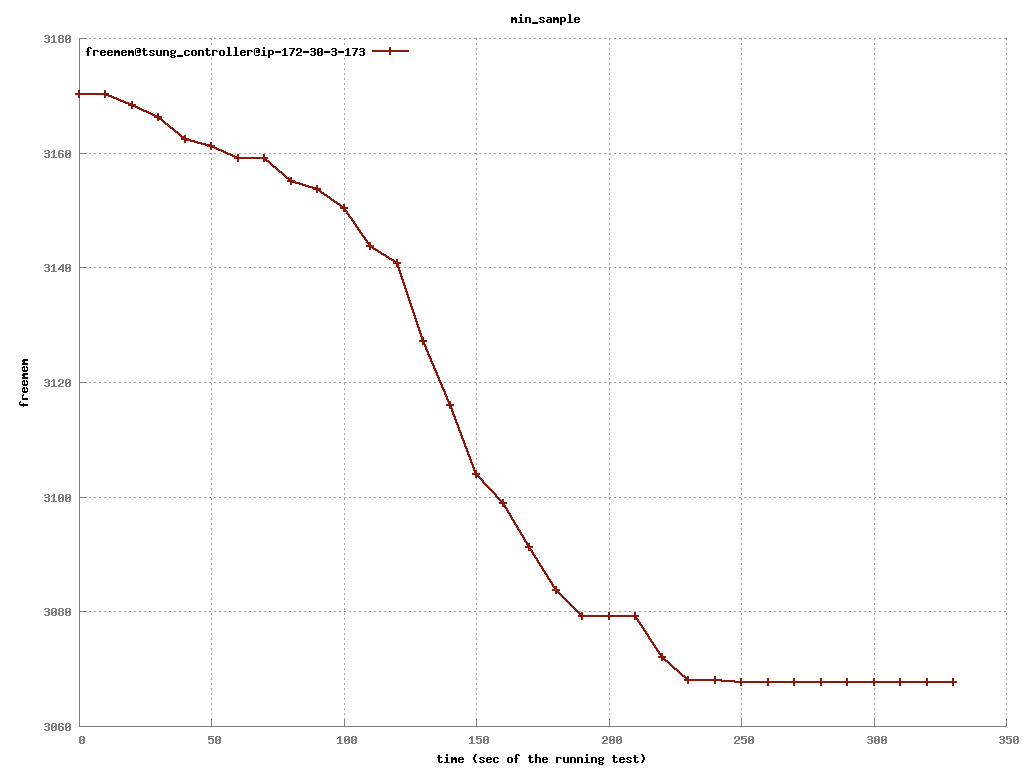 min_sample
3180
freemem@tsung_controller@ip-172-30-3-173
3160
3140
3120
3100
3080
3060
freemem
0 50 100 150 200 250 300 350
time (sec of the running test)